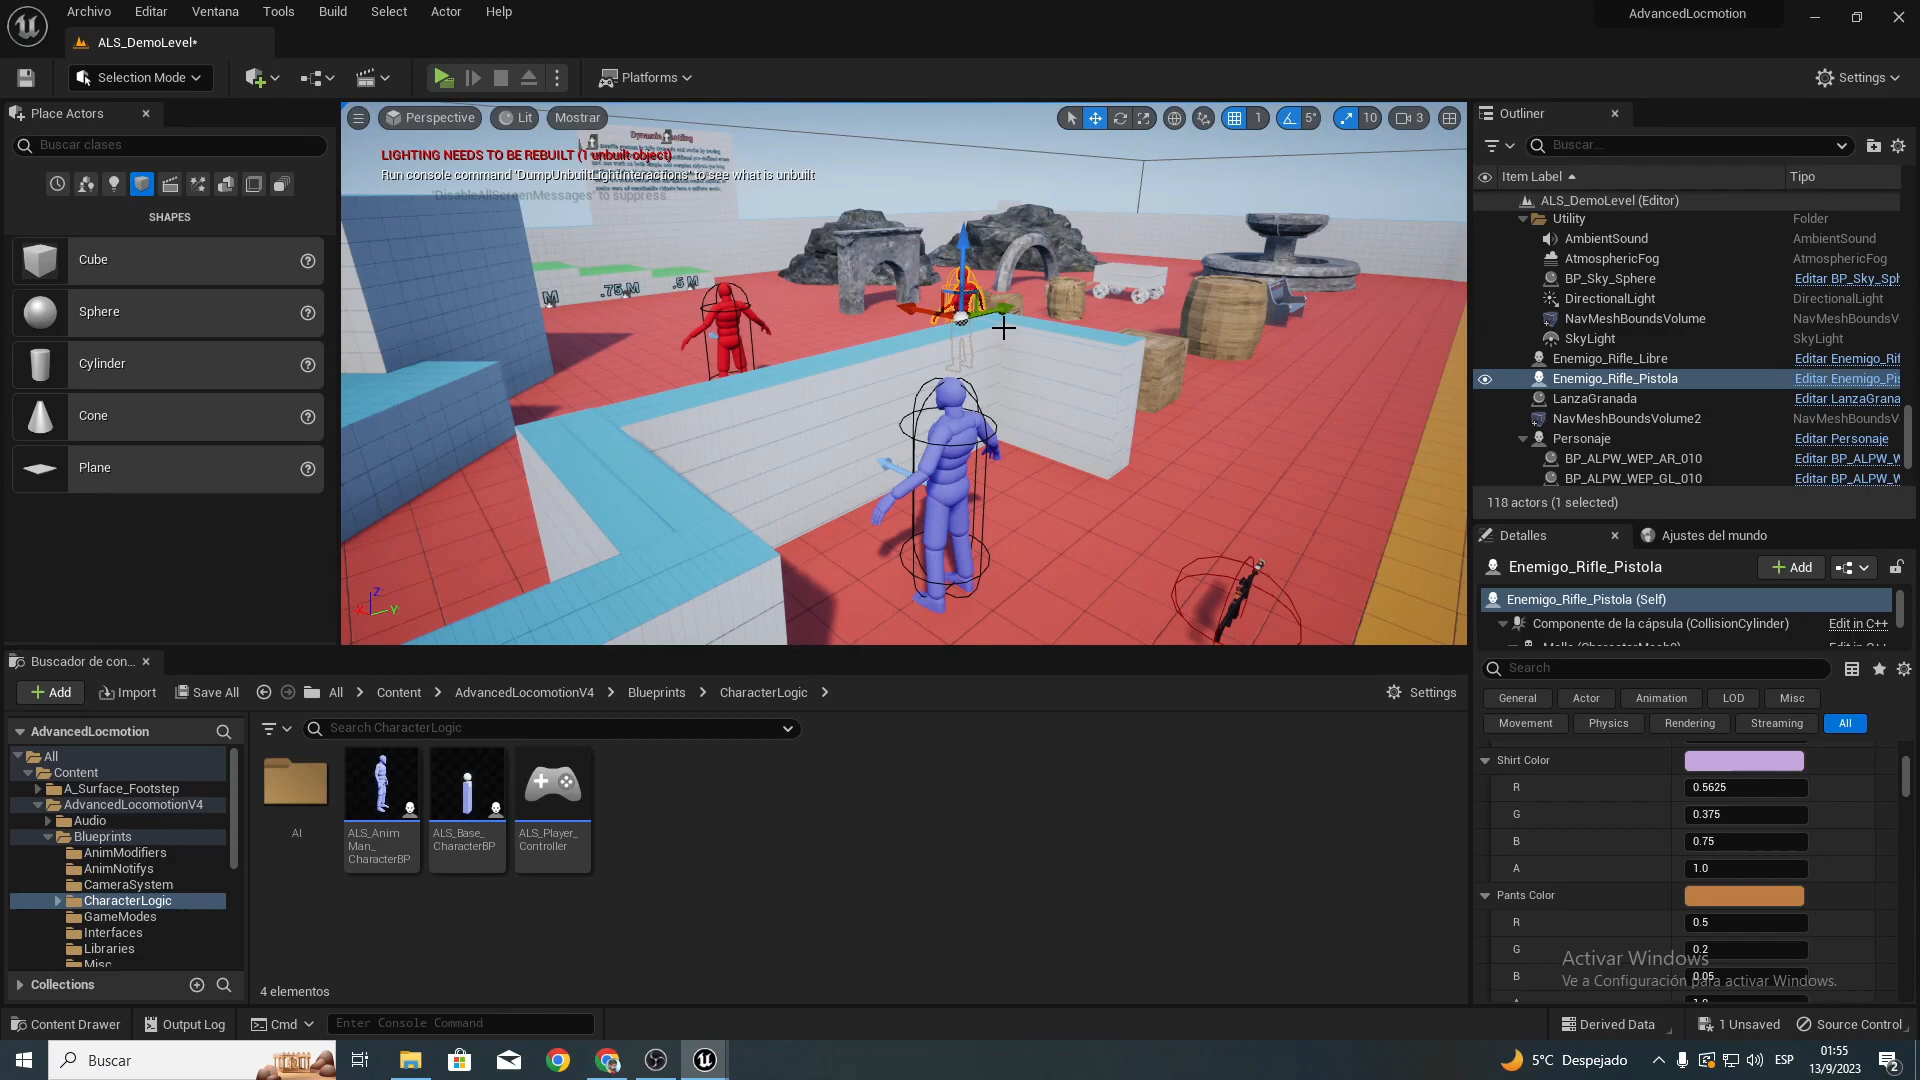 Archivo Editar Ventana Tools Build Select Actor Help
AdvancedLocmotion
ALS_DemoLevel*
Selection Mode
Platforms
Settings
Place Actors
Buscar clases
SHAPES
Cube
Sphere
Cylinder
Cone
Plane
Perspective Lit Mostrar
1 5° 10 3
LIGHTING NEEDS TO BE REBUILT (1 unbuilt object)
Run console command 'DumpUnbuiltLightInteractions' to see what is unbuilt
'DisableAllScreenMessages' to suppress
M .75 M .5 M
Z
X Y
Outliner
Buscar...
Item Label Tipo
ALS_DemoLevel (Editor)
Utility Folder
AmbientSound AmbientSound
AtmosphericFog AtmosphericFog
BP_Sky_Sphere Editar BP_Sky_Sph
DirectionalLight DirectionalLight
NavMeshBoundsVolume NavMeshBoundsV
SkyLight SkyLight
Enemigo_Rifle_Libre Editar Enemigo_Rif
Enemigo_Rifle_Pistola Editar Enemigo_Pis
LanzaGranada Editar LanzaGrana
NavMeshBoundsVolume2 NavMeshBoundsV
Personaje Editar Personaje
BP_ALPW_WEP_AR_010 Editar BP_ALPW_W
BP_ALPW_WEP_GL_010 Editar BP_ALPW_W
118 actors (1 selected)
Detalles Ajustes del mundo
Enemigo_Rifle_Pistola Add
Enemigo_Rifle_Pistola (Self)
Componente de la cápsula (CollisionCylinder) Edit in C++
Search
General Actor Animation LOD Misc
Movement Physics Rendering Streaming All
Shirt Color
R 0.5625
G 0.375
B 0.75
A 1.0
Pants Color
R 0.5
G 0.2
B 0.05
Activar Windows
Ve a Configuración para activar Windows.
Buscador de con...
Add Import Save All All Content AdvancedLocomotionV4 Blueprints CharacterLogic Settings
AdvancedLocmotion
Search CharacterLogic
All
Content
A_Surface_Footstep
AdvancedLocomotionV4
Audio
Blueprints
AnimModifiers
AnimNotifys
CameraSystem
CharacterLogic
GameModes
Interfaces
Libraries
Misc
Collections
AI
ALS_Anim
Man_
CharacterBP
ALS_Base_
CharacterBP
ALS_Player_
Controller
4 elementos
Content Drawer Output Log Cmd Enter Console Command
Derived Data 1 Unsaved Source Control
Buscar
5°C Despejado
ESP
01:55
13/9/2023
2